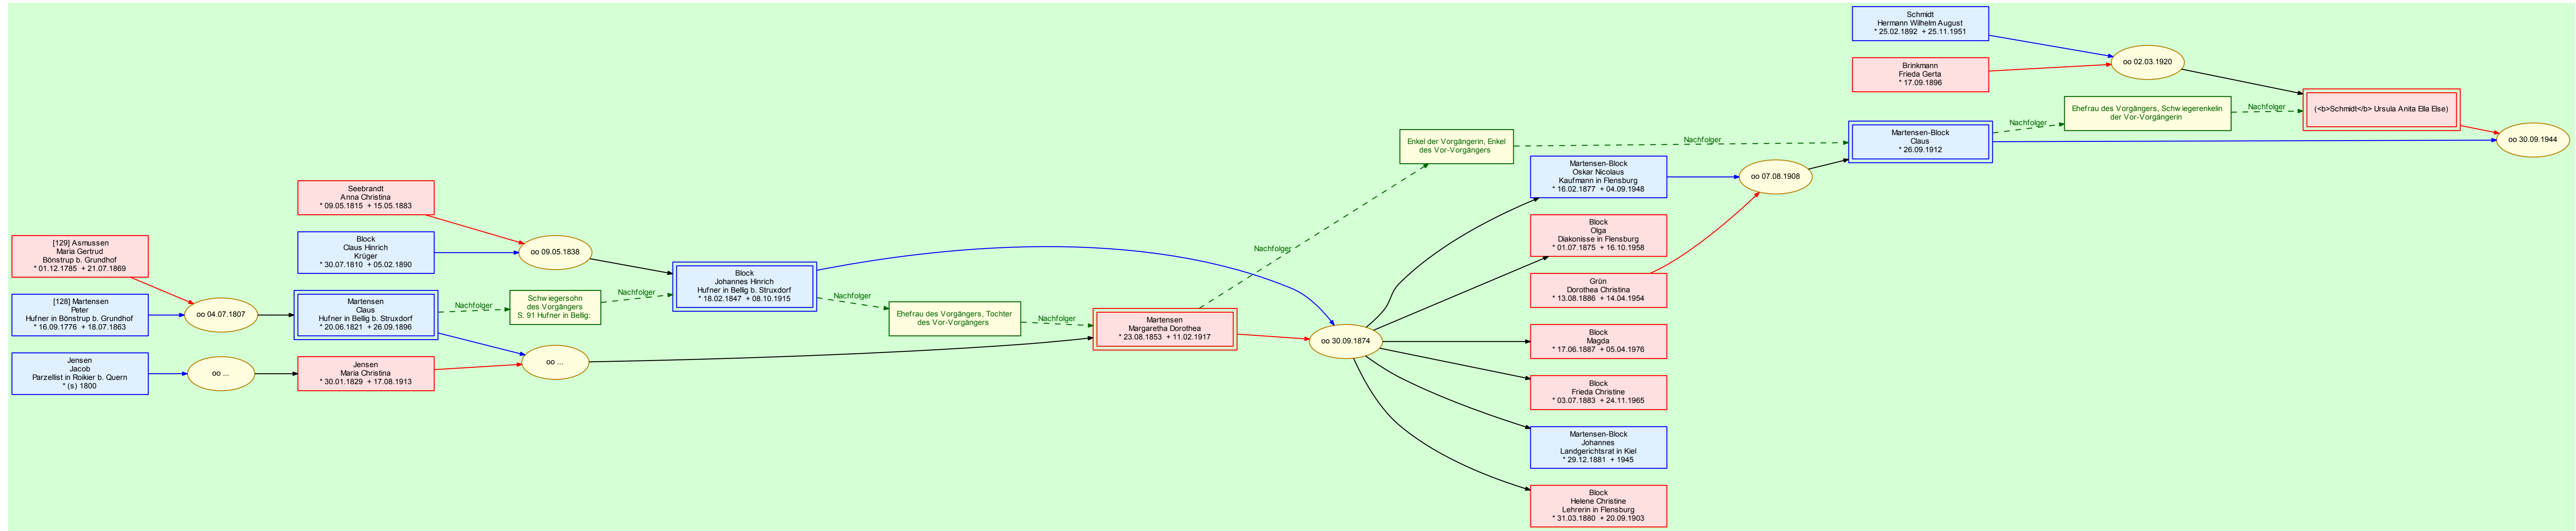 Schmidt
Hermann Wilhelm August
* 25.02.1892 + 25.11.1951
Brinkmann
Frieda Gerta
* 17.09.1896
oo 02.03.1920
Ehefrau des Vorgängers, Schwiegerenkelin
der Vor-Vorgängerin
Nachfolger
(<b>Schmidt</b> Ursula Anita Ella Else)
oo 30.09.1944
Enkel der Vorgängerin, Enkel
des Vor-Vorgängers
Nachfolger
Martensen-Block
Claus
* 26.09.1912
Nachfolger
Martensen-Block
Oskar Nicolaus
Kaufmann in Flensburg
* 16.02.1877 + 04.09.1948
oo 07.08.1908
Seebrandt
Anna Christina
* 09.05.1815 + 15.05.1883
Block
Olga
Diakonisse in Flensburg
* 01.07.1875 + 16.10.1958
[129] Asmussen
Maria Gertrud
Bönstrup b. Grundhof
* 01.12.1785 + 21.07.1869
Block
Claus Hinrich
Krüger
* 30.07.1810 + 05.02.1890
oo 09.05.1838
Nachfolger
Block
Johannes Hinrich
Hufner in Bellig b. Struxdorf
* 18.02.1847 + 08.10.1915
Grün
Dorothea Christina
* 13.08.1886 + 14.04.1954
[128] Martensen
Peter
Hufner in Bönstrup b. Grundhof
* 16.09.1776 + 18.07.1863
oo 04.07.1807
Martensen
Claus
Hufner in Bellig b. Struxdorf
* 20.06.1821 + 26.09.1896
Nachfolger
Schwiegersohn
des Vorgängers
S. 91 Hufner in Bellig:
Nachfolger
Nachfolger
Ehefrau des Vorgängers, Tochter
des Vor-Vorgängers
Nachfolger
Martensen
Margaretha Dorothea
* 23.08.1853 + 11.02.1917
oo 30.09.1874
Block
Magda
* 17.06.1887 + 05.04.1976
Jensen
Jacob
Parzellist in Roikier b. Quern
* (s) 1800
oo ...
Jensen
Maria Christina
* 30.01.1829 + 17.08.1913
oo ...
Block
Frieda Christine
* 03.07.1883 + 24.11.1965
Martensen-Block
Johannes
Landgerichtsrat in Kiel
* 29.12.1881 + 1945
Block
Helene Christine
Lehrerin in Flensburg
* 31.03.1880 + 20.09.1903